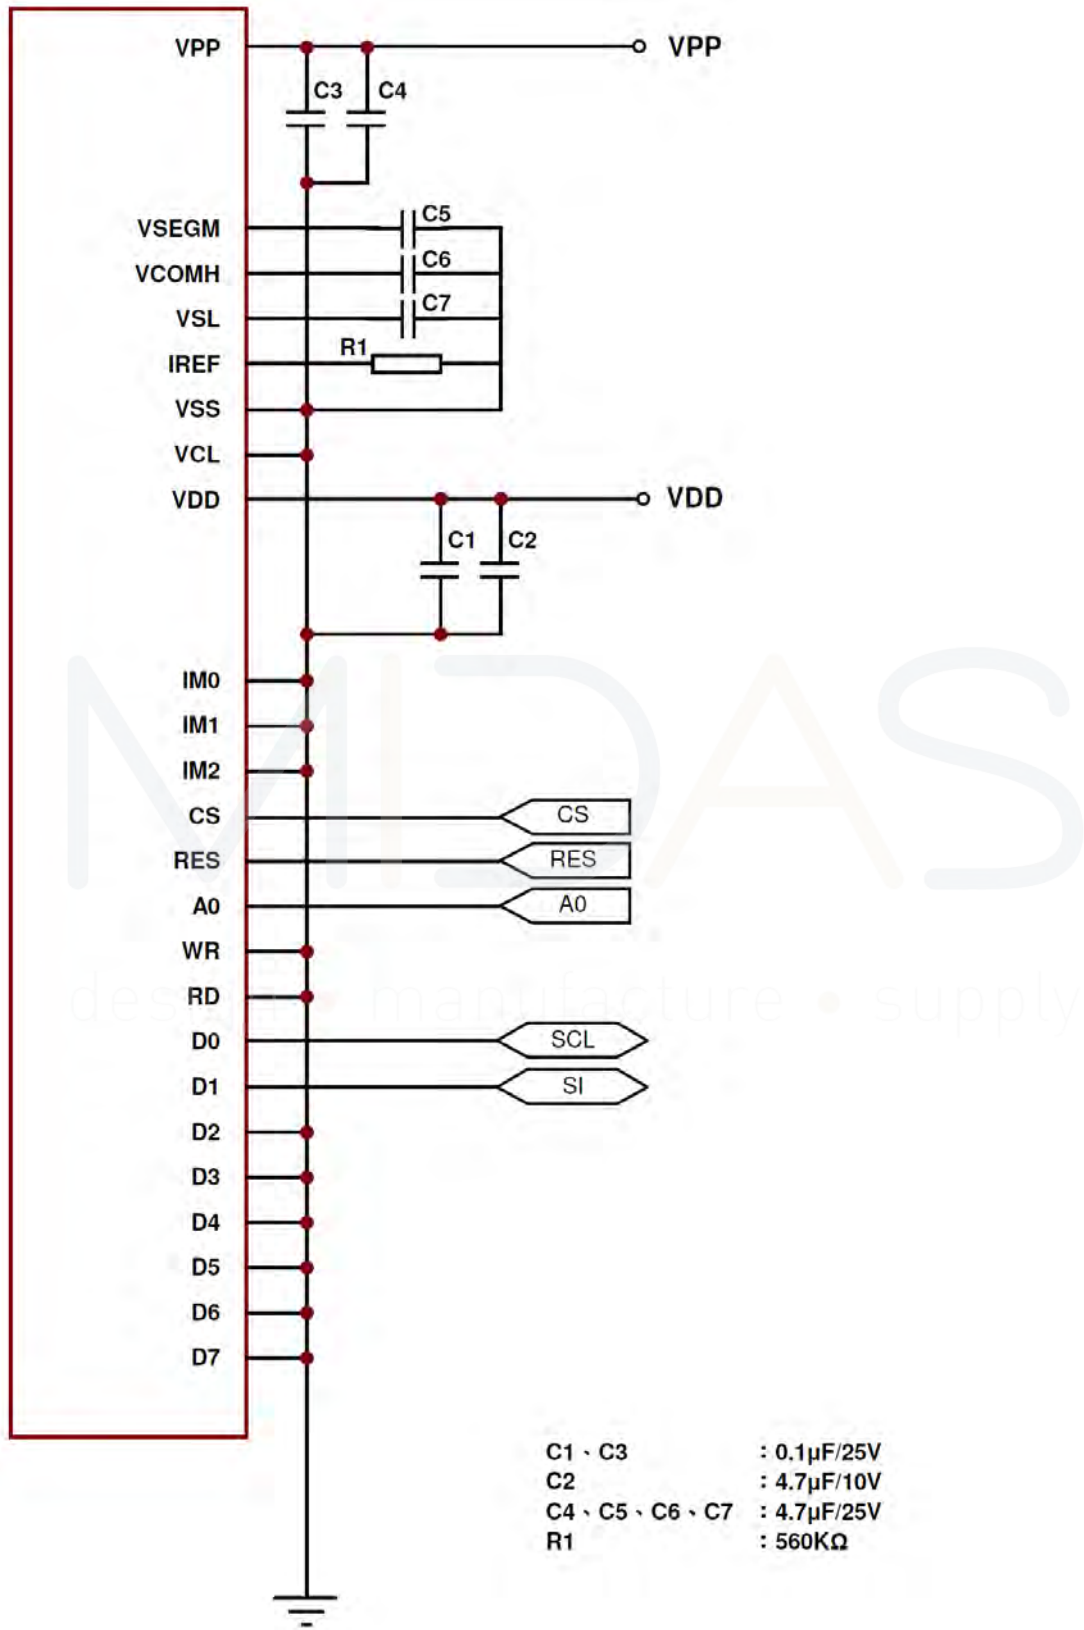 VPP
VPP
C3
C4
VSEGM
C5
VCOMH
C6
VSL
C7
IREF
R1
VSS
VCL
VDD
VDD
C1
C2
IM0
IM1
IM2
MIDAS
CS
CS
RES
RES
A0
A0
WR
RD
design • manufacture • supply
D0
SCL
D1
SI
D2
D3
D4
D5
D6
D7
C1、C3 : 0.1µF/25V
C2 : 4.7µF/10V
C4、C5、C6、C7 : 4.7µF/25V
R1 : 560KΩ